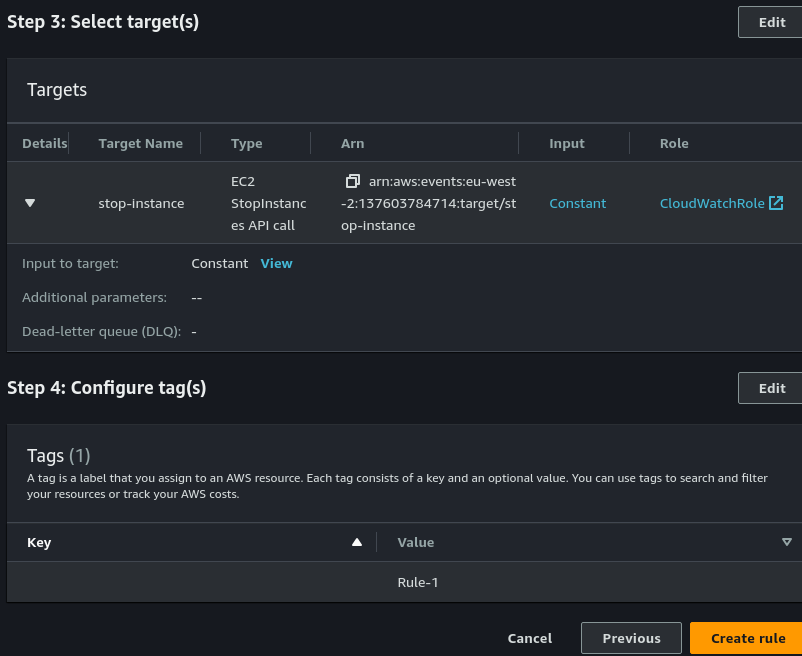 Step 3: Select target(s)
Edit
Targets
Details Target Name Type Arn Input Role
EC2
arn:aws:events:eu-west
stop-instance StopInstanc -2:137603784714:target/st Constant CloudWatchRole
es API call op-instance
Input to target: Constant View
Additional parameters: --
Dead-letter queue (DLQ): -
Step 4: Configure tag(s)
Edit
Tags (1)
A tag is a label that you assign to an AWS resource. Each tag consists of a key and an optional value. You can use tags to search and filter
your resources or track your AWS costs.
Key Value
Rule-1
Cancel Previous Create rule